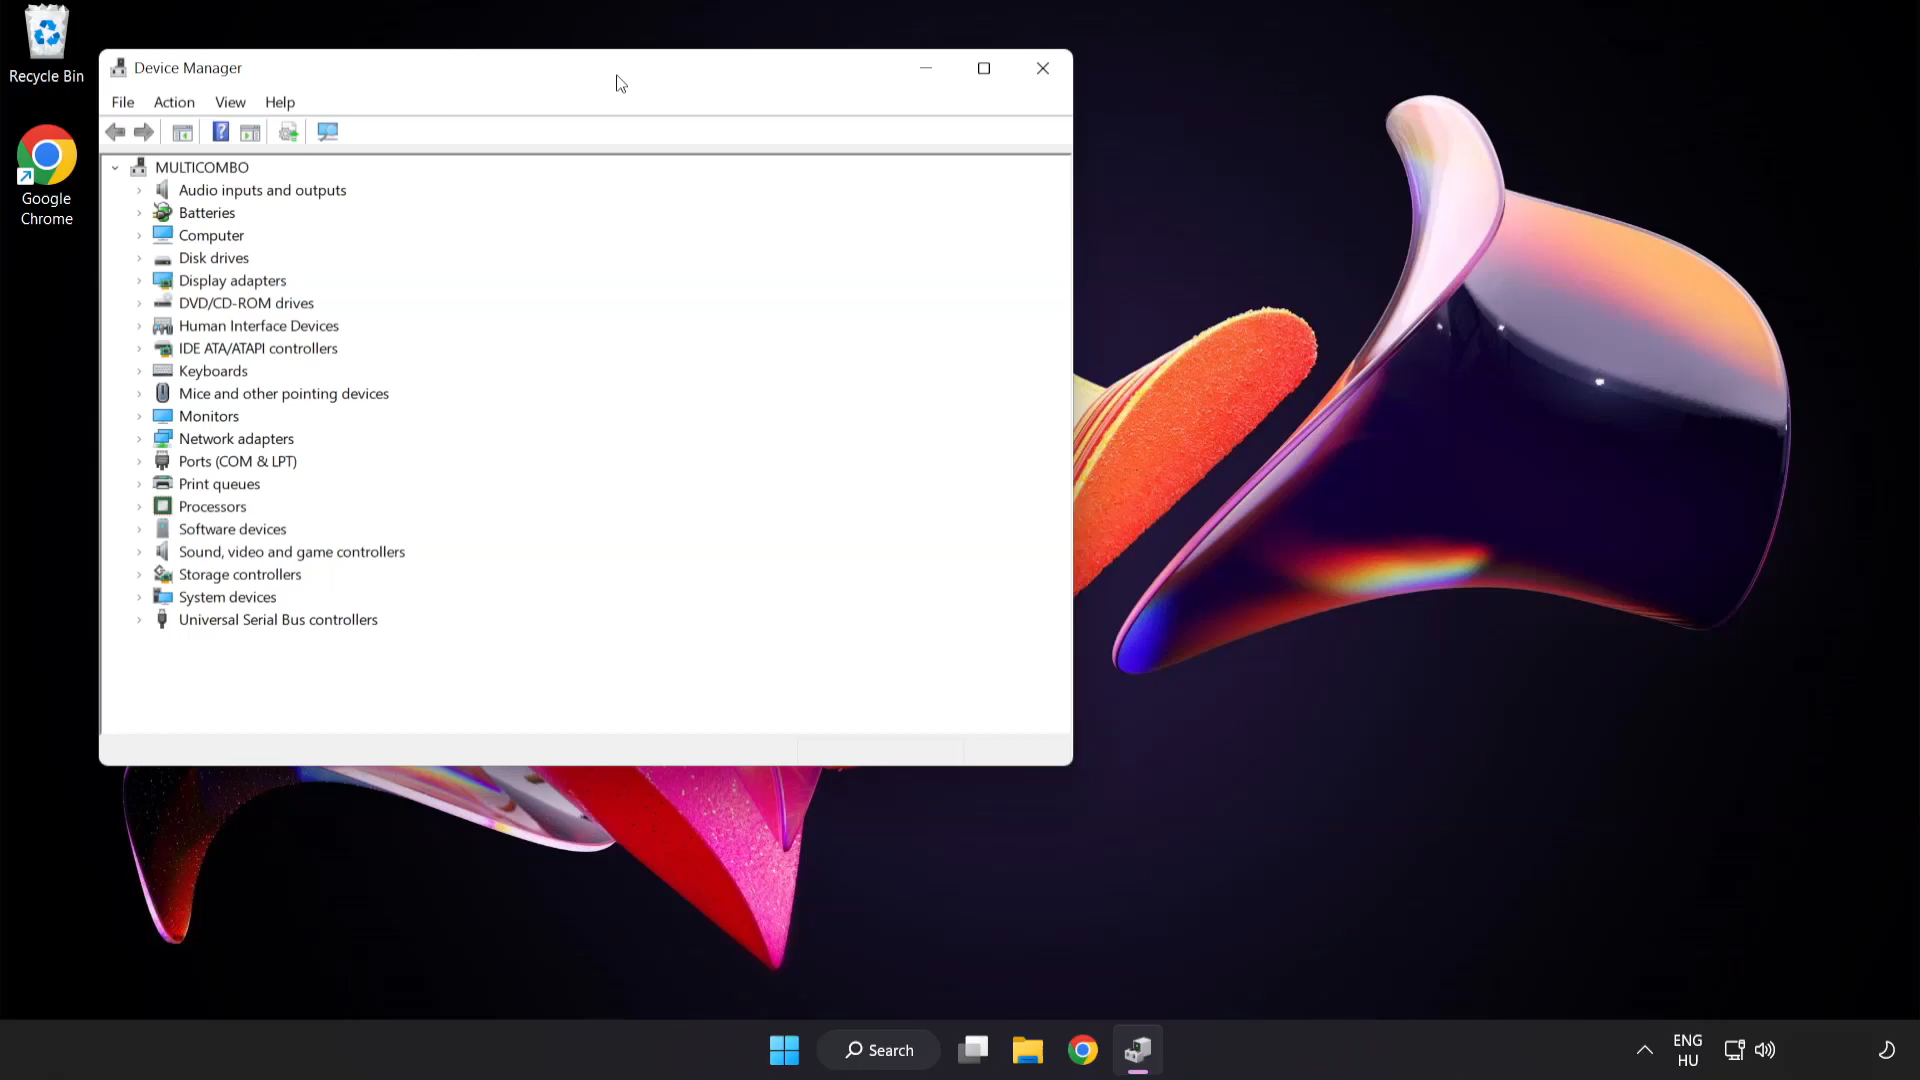 Recycle Bin
Google
Chrome
Device Manager
File Action View Help
MULTICOMBO
Audio inputs and outputs
Batteries
Computer
Disk drives
Display adapters
DVD/CD-ROM drives
Human Interface Devices
IDE ATA/ATAPI controllers
Keyboards
Mice and other pointing devices
Monitors
Network adapters
Ports (COM & LPT)
Print queues
Processors
Software devices
Sound, video and game controllers
Storage controllers
System devices
Universal Serial Bus controllers
Search
ENG
HU